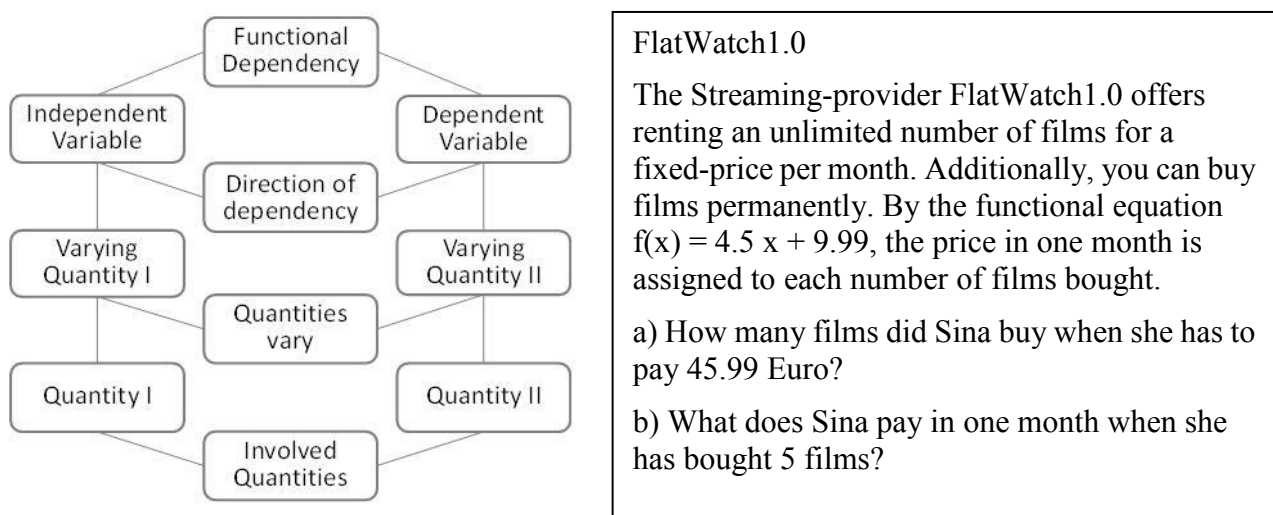 Functional
Dependency
Independent
Variable
Dependent
Variable
Direction of
dependency
Varying
Quantity I
Varying
Quantity II
Quantities
vary
Quantity I
Quantity II
Involved
Quantities
FlatWatch1.0
The Streaming-provider FlatWatch1.0 offers
renting an unlimited number of films for a
fixed-price per month. Additionally, you can buy
films permanently. By the functional equation
f(x) = 4.5 x + 9.99, the price in one month is
assigned to each number of films bought.
a) How many films did Sina buy when she has to
pay 45.99 Euro?
b) What does Sina pay in one month when she
has bought 5 films?